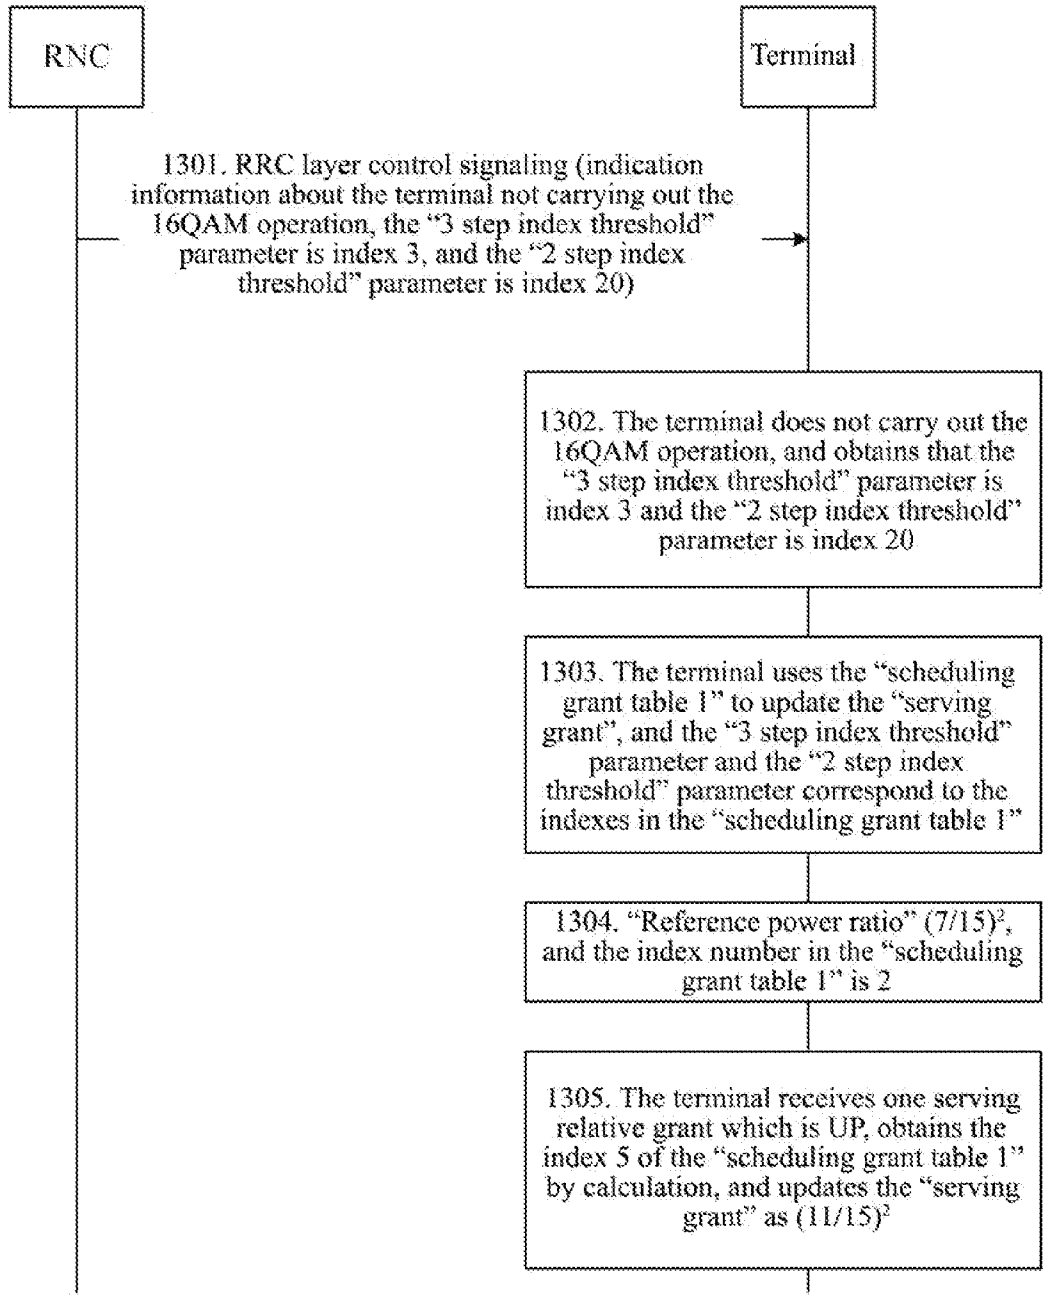 RNC
Terminal
1301. RRC layer control signaling (indication
information about the terminal not carrying out the
16QAM operation, the “3 step index threshold”
parameter is index 3, and the “2 step index
threshold” parameter is index 20)
1302. The terminal does not carry out the
16QAM operation, and obtains that the
“3 step index threshold” parameter is
index 3 and the “2 step index threshold”
parameter is index 20
1303. The terminal uses the “scheduling
grant table 1” to update the “serving
grant”, and the “3 step index threshold”
parameter and the “2 step index
threshold” parameter correspond to the
indexes in the “scheduling grant table 1”
1304. “Reference power ratio” (7/15)²,
and the index number in the “scheduling
grant table 1” is 2
1305. The terminal receives one serving
relative grant which is UP, obtains the
index 5 of the “scheduling grant table 1”
by calculation, and updates the “serving
grant” as (11/15)²